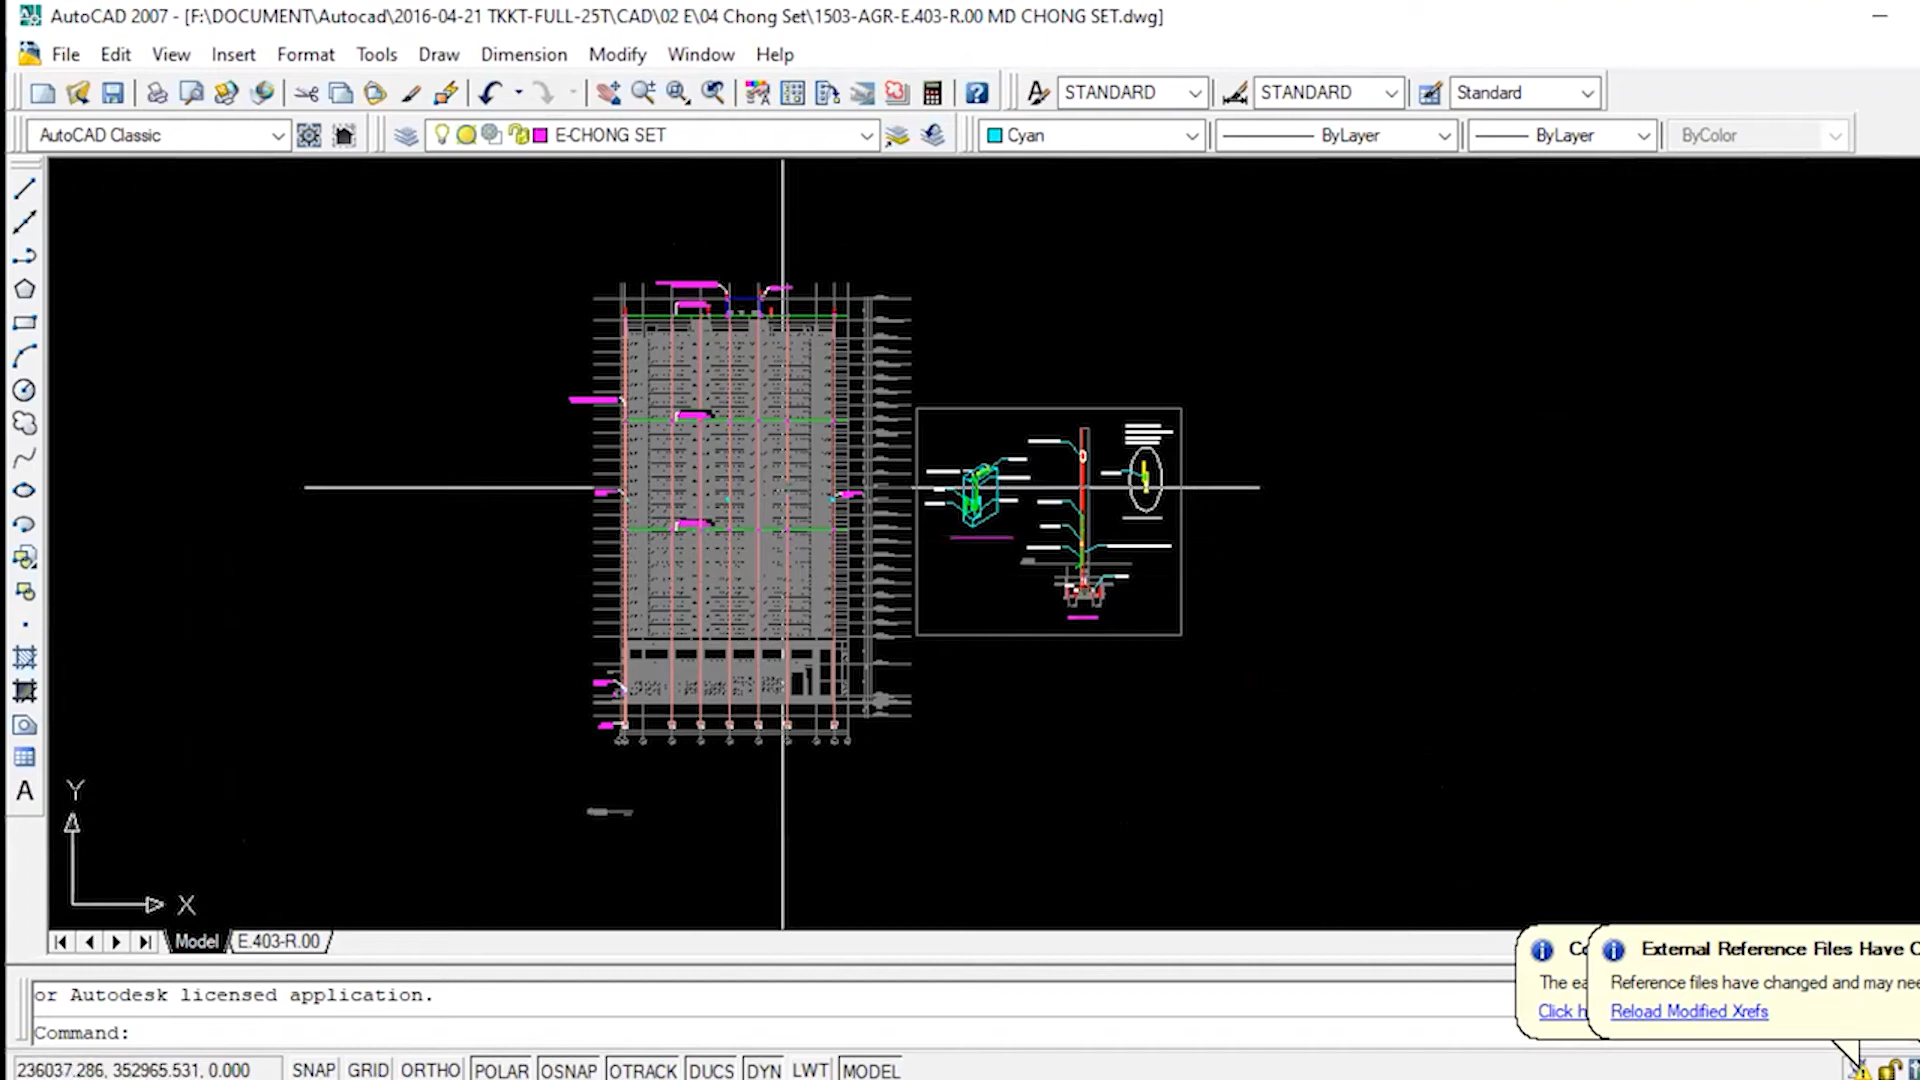 AutoCAD 2007 - [F:\DOCUMENT\Autocad\2016-04-21 TKKT-FULL-25T\CAD\02 E\04 Chong Set\1503-AGR-E.403-R.00 MD CHONG SET.dwg]
File Edit View Insert Format Tools Draw Dimension Modify Window Help
STANDARD STANDARD Standard
AutoCAD Classic E-CHONG SET Cyan ByLayer ByLayer ByColor
A
Y
X
Model E.403-R.00
External Reference Files Have
The
Reference files have changed and may
Click
Reload Modified Xrefs
or Autodesk licensed application.
Command:
236037.286, 352965.531, 0.000 SNAP GRID ORTHO POLAR OSNAP OTRACK DUCS DYN LWT MODEL